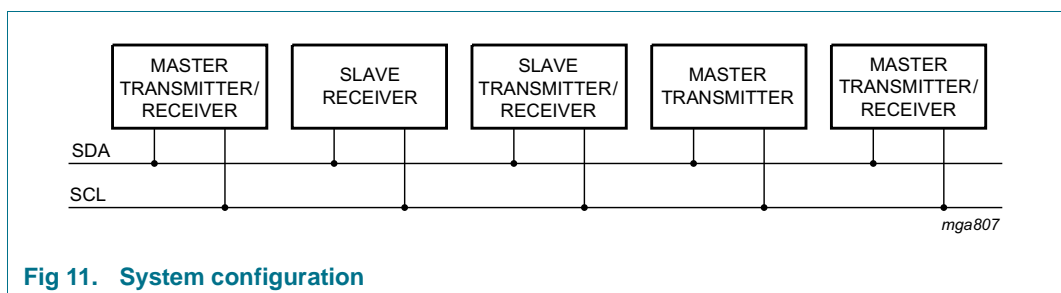 MASTER
TRANSMITTER/
RECEIVER
SLAVE
RECEIVER
SLAVE
TRANSMITTER/
RECEIVER
MASTER
TRANSMITTER
MASTER
TRANSMITTER/
RECEIVER
SDA
SCL
mga807
Fig 11. System configuration